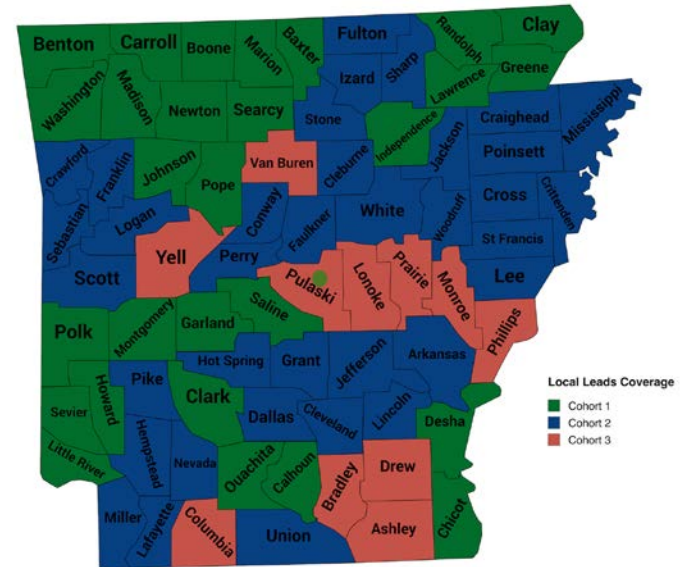 Benton
Carroll
Boone
Marion
Baxter
Fulton
Randolph
Clay
Washington
Madison
Newton
Searcy
Izard
Sharp
Lawrence
Greene
Stone
Independence
Jackson
Craighead
Mississippi
Crawford
Franklin
Johnson
Pope
Van Buren
Cleburne
Poinsett
Sebastian
Logan
Conway
Faulkner
White
Woodruff
Cross
Crittenden
Scott
Yell
Perry
Pulaski
Lonoke
Prairie
Monroe
St Francis
Lee
Polk
Montgomery
Garland
Saline
Phillips
Hot Spring
Grant
Jefferson
Arkansas
Sevier
Howard
Pike
Clark
Dallas
Cleveland
Lincoln
Desha
Little River
Hempstead
Nevada
Ouachita
Calhoun
Bradley
Drew
Chicot
Miller
Lafayette
Columbia
Union
Ashley
Local Leads Coverage
Cohort 1
Cohort 2
Cohort 3